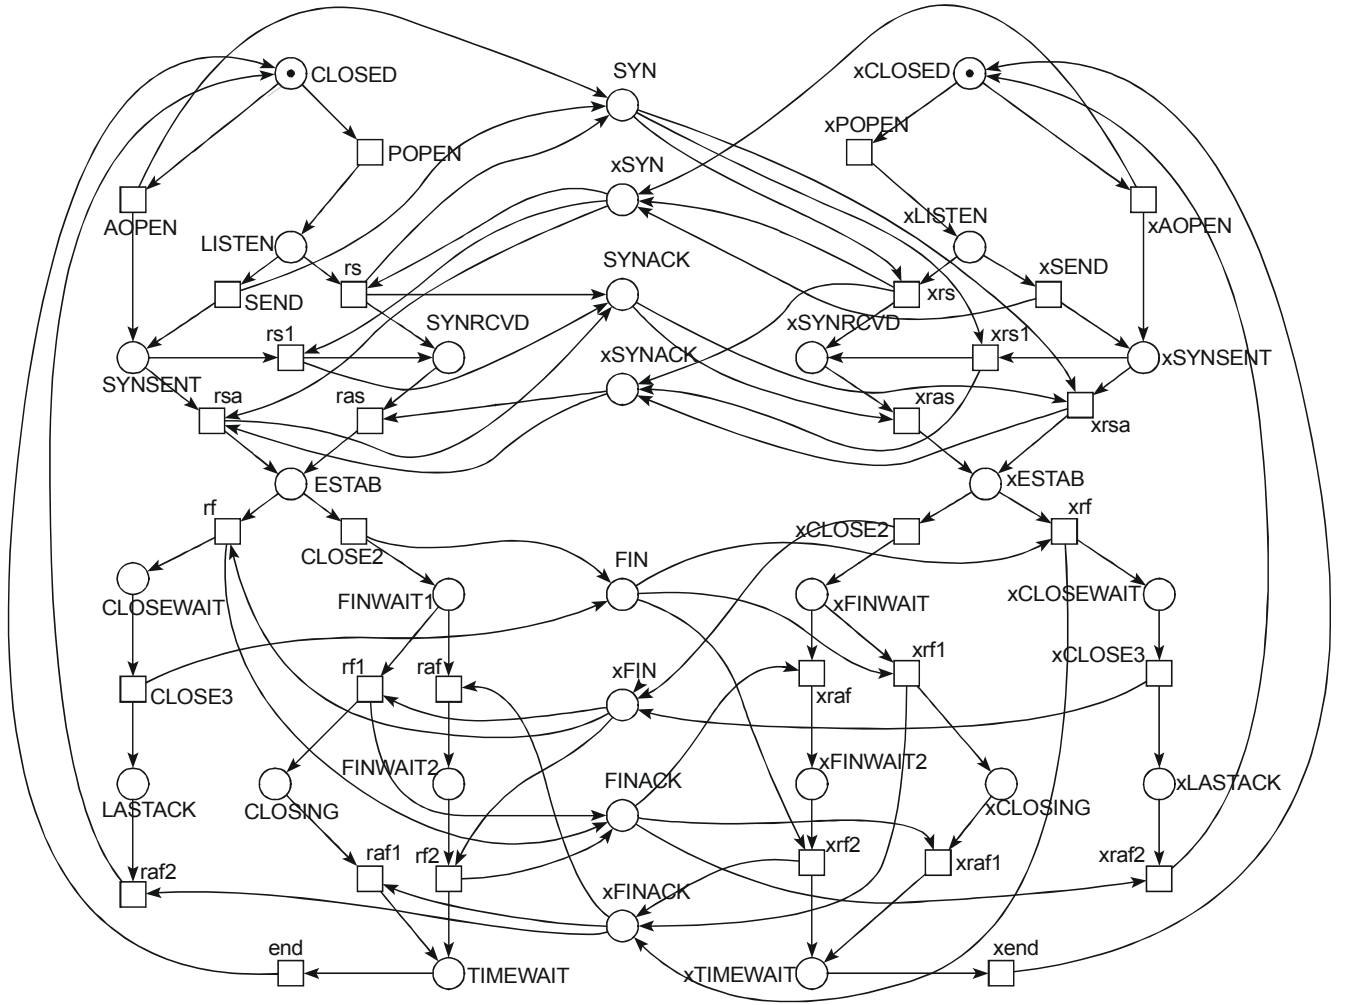 SYN
CLOSED
xCLOSED
POPEN
xPOPEN
xSYN
AOPEN
xAOPEN
LISTEN
xLISTEN
rs
SYNACK
xSEND
SEND
xrs
rs1
SYNRCVD
xSYNRCVD
xrs1
SYNSENT
xSYNACK
xSYNSENT
rsa
ras
xras
xrsa
ESTAB
xESTAB
rf
xrf
CLOSE2
xCLOSE2
FIN
CLOSEWAIT
FINWAIT1
xFINWAIT
xCLOSEWAIT
rf1
raf
xFIN
xrf1
xCLOSE3
CLOSE3
xraf
FINWAIT2
xFINWAIT2
LASTACK
CLOSING
FINACK
xCLOSING
xLASTACK
raf1
rf2
xrf2
xraf1
xraf2
raf2
xFINACK
end
TIMEWAIT
xTIMEWAIT
xend